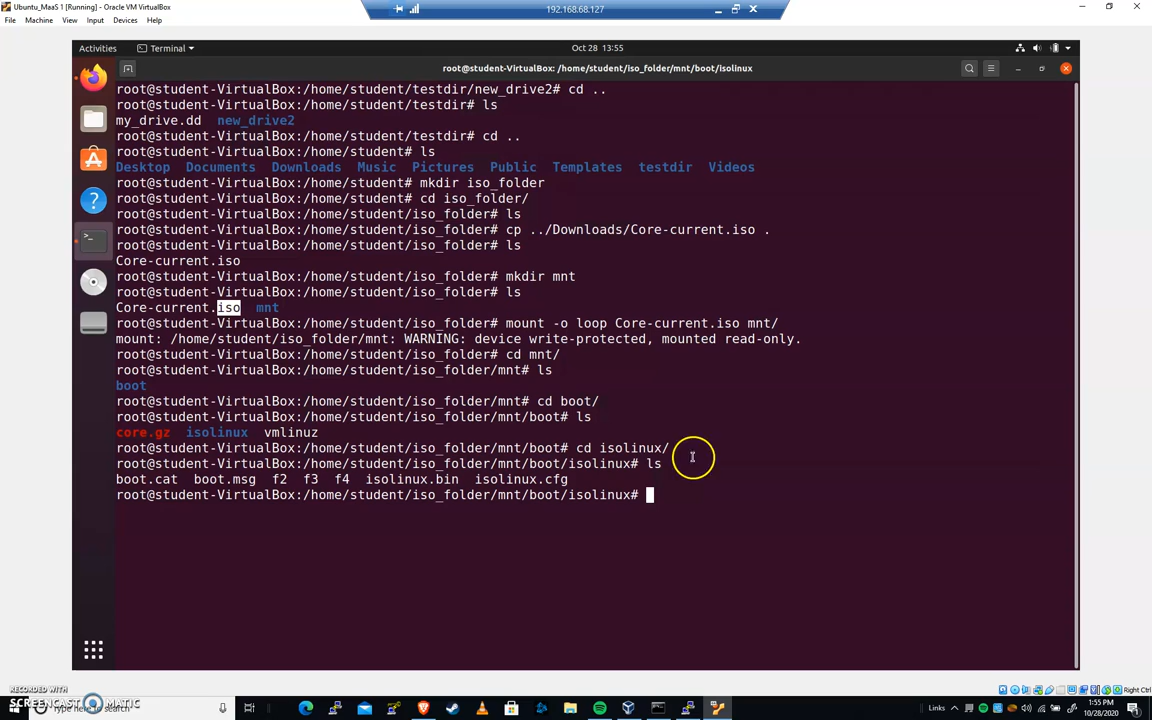 Ubuntu_MaaS 1 [Running] - Oracle VM VirtualBox
192.168.68.127
File Machine View Input Devices Help
Activities Terminal Oct 28 13:55
root@student-VirtualBox: /home/student/iso_folder/mnt/boot/isolinux
root@student-VirtualBox:/home/student/testdir/new_drive2# cd ..
root@student-VirtualBox:/home/student/testdir# ls
my_drive.dd new_drive2
root@student-VirtualBox:/home/student/testdir# cd ..
root@student-VirtualBox:/home/student# ls
Desktop Documents Downloads Music Pictures Public Templates testdir Videos
root@student-VirtualBox:/home/student# mkdir iso_folder
root@student-VirtualBox:/home/student# cd iso_folder/
root@student-VirtualBox:/home/student/iso_folder# ls
root@student-VirtualBox:/home/student/iso_folder# cp ../Downloads/Core-current.iso .
root@student-VirtualBox:/home/student/iso_folder# ls
Core-current.iso
root@student-VirtualBox:/home/student/iso_folder# mkdir mnt
root@student-VirtualBox:/home/student/iso_folder# ls
Core-current.iso mnt
root@student-VirtualBox:/home/student/iso_folder# mount -o loop Core-current.iso mnt/
mount: /home/student/iso_folder/mnt: WARNING: device write-protected, mounted read-only.
root@student-VirtualBox:/home/student/iso_folder# cd mnt/
root@student-VirtualBox:/home/student/iso_folder/mnt# ls
boot
root@student-VirtualBox:/home/student/iso_folder/mnt# cd boot/
root@student-VirtualBox:/home/student/iso_folder/mnt/boot# ls
core.gz isolinux vmlinuz
root@student-VirtualBox:/home/student/iso_folder/mnt/boot# cd isolinux/
root@student-VirtualBox:/home/student/iso_folder/mnt/boot/isolinux# ls
boot.cat boot.msg f2 f3 f4 isolinux.bin isolinux.cfg
root@student-VirtualBox:/home/student/iso_folder/mnt/boot/isolinux#
RECORDED WITH
SCREENCAST MATIC
Right Ctrl
Type here to search
Links
1:55 PM
10/28/2020